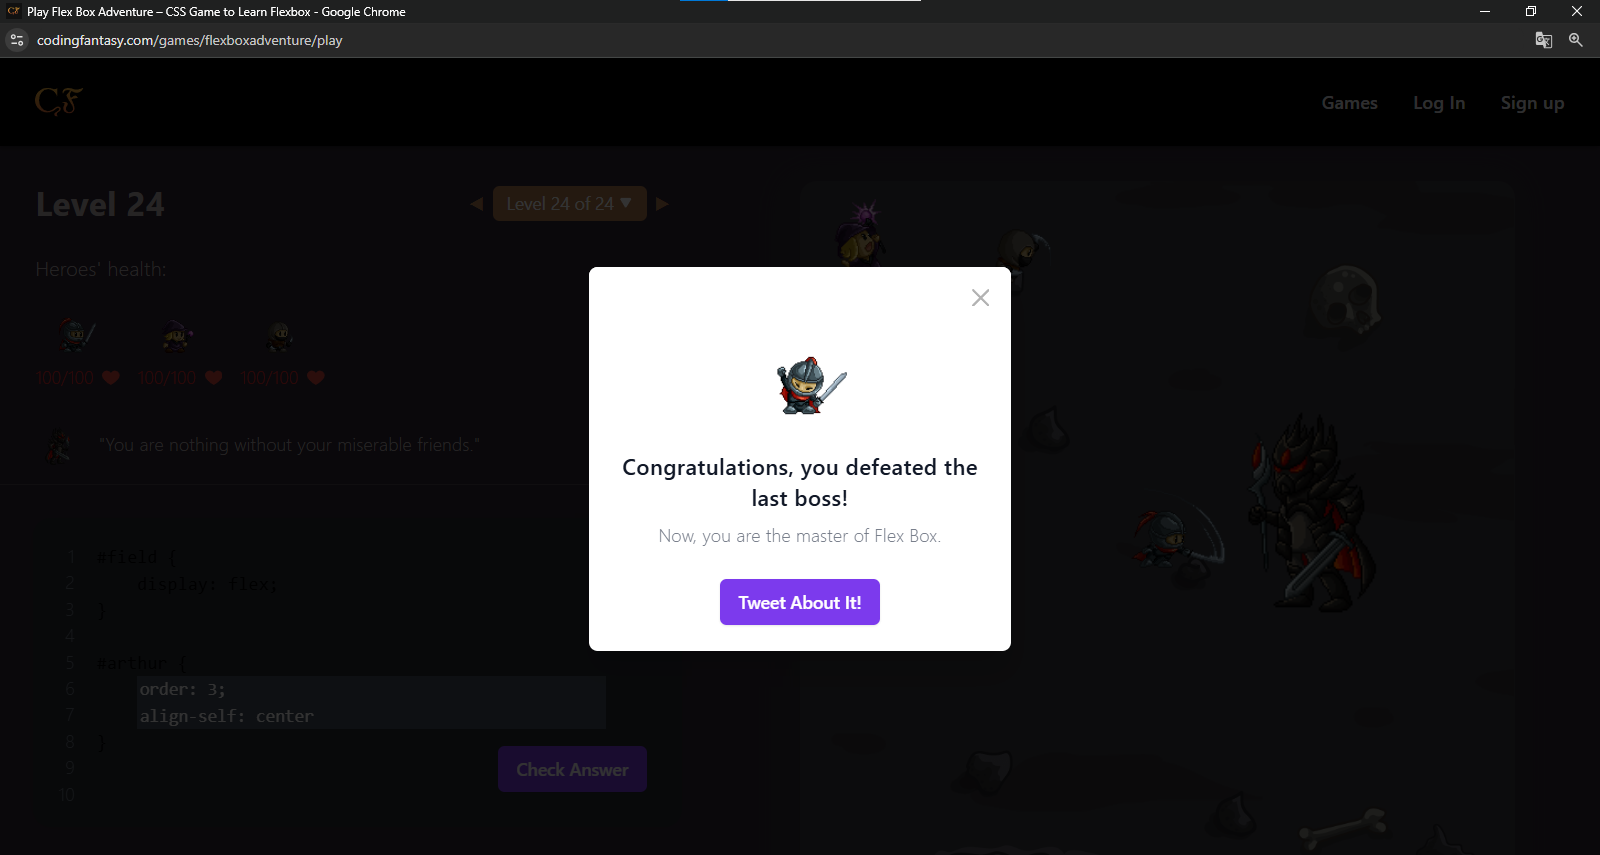 Play Flex Box Adventure – CSS Game to Learn Flexbox - Google Chrome
codingfantasy.com/games/flexboxadventure/play
CF
Games
Log In
Sign up
Level 24
Level 24 of 24 ▼
Heroes' health:
100/100
100/100
100/100
"You are nothing without your miserable friends."
Congratulations, you defeated the
last boss!
Now, you are the master of Flex Box.
Tweet About It!
1 #field {
2 display: flex;
3 }
4
5 #arthur {
6 order: 3;
7 align-self: center
8 }
9
10
Check Answer